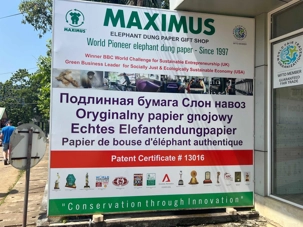 MAXIMUS
ELEPHANT DUNG PAPER GIFT SHOP
World Pioneer elephant dung paper - Since 1997
Winner BBC World Challenge for Sustainable Entrepreneurship (UK)
Green Business Leader for Socially Just & Ecologically Sustainable Economy (USA)
Подлинная бумага Слон навоз
Oryginalny papier gnojowy
Echtes Elefantendungpapier
Papier de bouse d'éléphant authentique
Patent Certificate # 13016
"Conservation through Innovation"